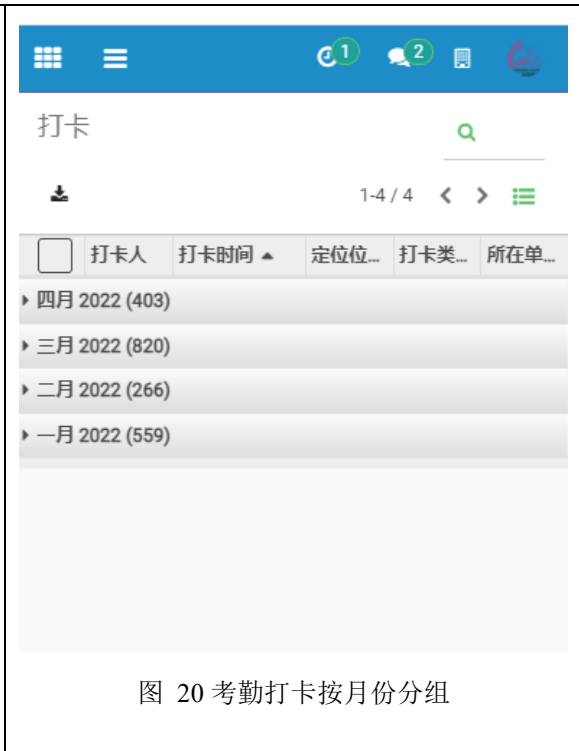 1 2
打卡
1-4 / 4
打卡人 打卡时间 定位位... 打卡类... 所在单...
四月 2022 (403)
三月 2022 (820)
二月 2022 (266)
一月 2022 (559)
图 20 考勤打卡按月份分组